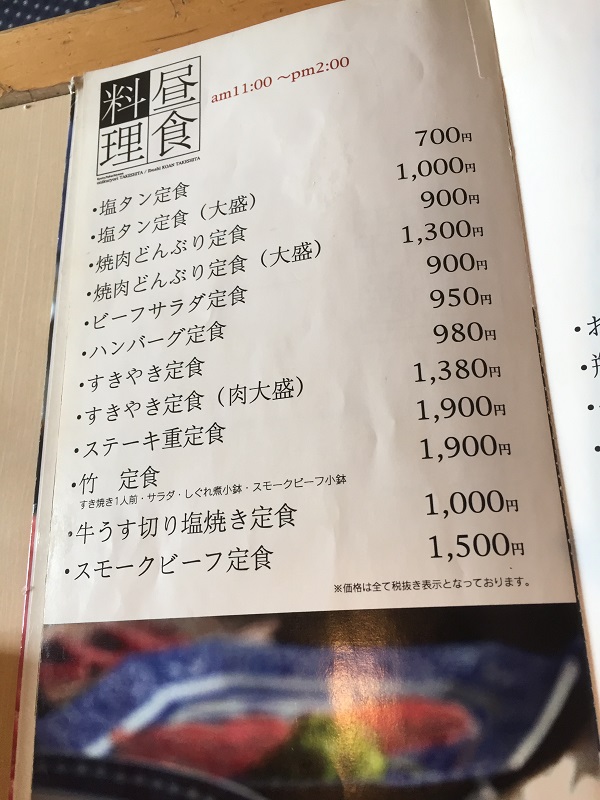 昼食料理
am11:00 〜pm2:00
・塩タン定食 700円
・塩タン定食（大盛） 1,000円
・焼肉どんぶり定食 900円
・焼肉どんぶり定食（大盛） 1,300円
・ビーフサラダ定食 900円
・ハンバーグ定食 950円
・すきやき定食 980円
・すきやき定食（肉大盛） 1,380円
・ステーキ重定食 1,900円
・竹　定食 1,900円
すき焼き1人前・サラダ・しぐれ煮小鉢・スモークビーフ小鉢
・牛うす切り塩焼き定食 1,000円
・スモークビーフ定食 1,500円
※価格は全て税抜き表示となっております。